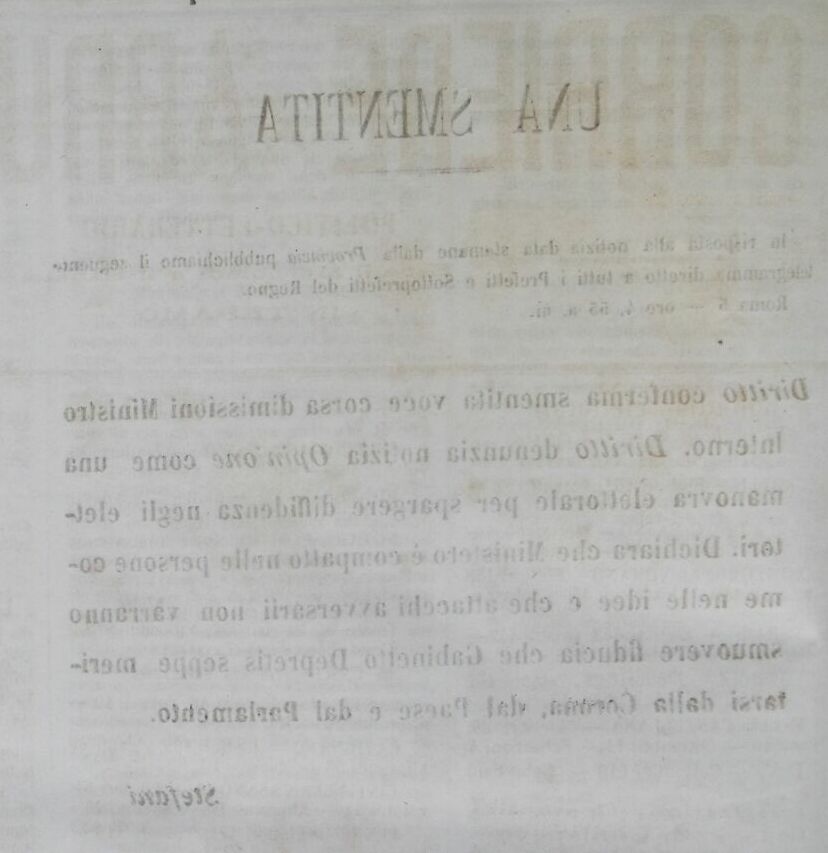 UNA SMENTITA
In risposta alla notizia data stamane dalla Provincia pubblichiamo il seguente
telegramma diretto a tutti i Prefetti e Sottoprefetti del Regno.
Roma 5 — ore 4, 55 a. m.
Diritto conferma smentita voce corsa dimissioni Ministro
Interno. Diritto denunzia notizia Opinione come una
manovra elettorale per spargere diffidenza negli elet-
tori. Dichiara che Ministero è compatto nelle persone co-
me nelle idee e che attacchi avversarii non varranno
smuovere fiducia che Gabinetto Depretis seppe meri-
tarsi dalla Corona, dal Paese e dal Parlamento.
Stefani